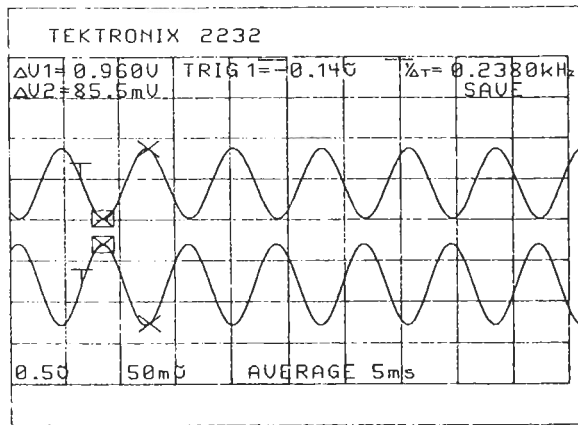 TEKTRONIX 2232
ΔV1=0.960V TRIG 1=-0.14V 1/ΔT=0.2380kHz
ΔV2=85.5mV SAVE
0.5V 50mV AVERAGE 5ms